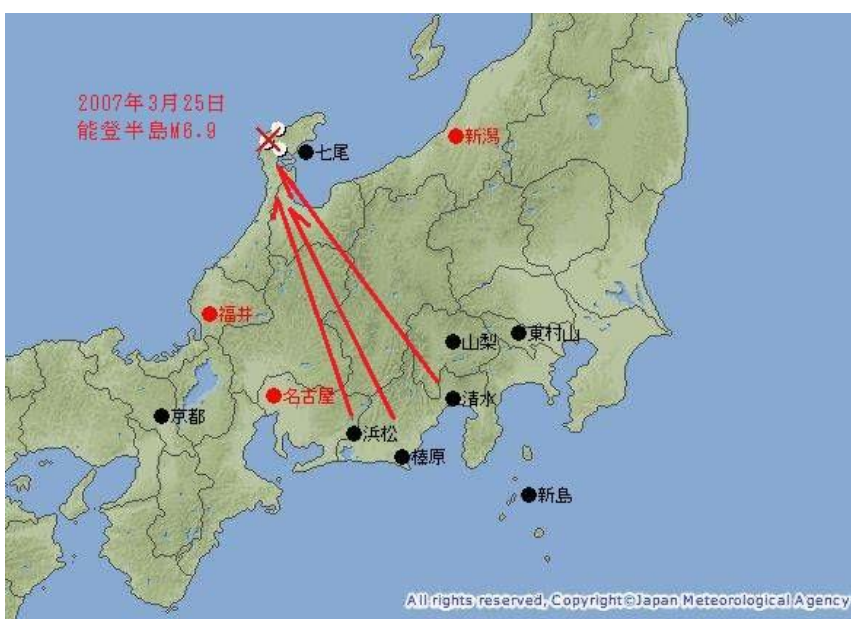 2007年3月25日
能登半島M6.9
七尾
新潟
福井
山梨
東村山
名古屋
清水
京都
浜松
榛原
新島
All rights reserved, Copyright©Japan Meteorological Agency